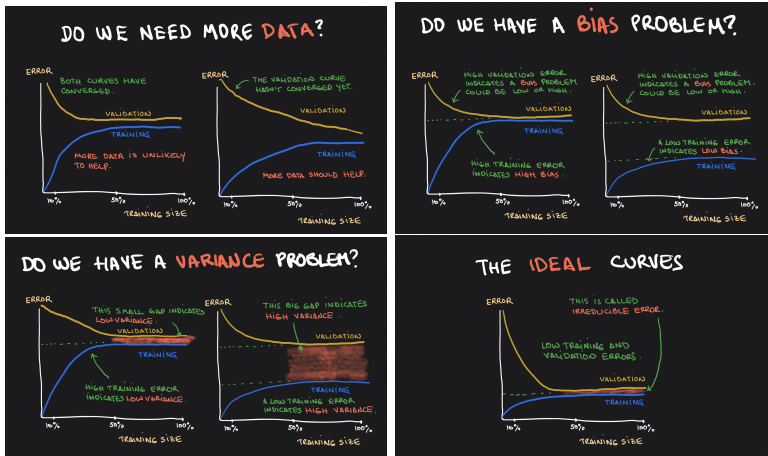 DO WE NEED MORE DATA?
ERROR
BOTH CURVES HAVE
CONVERGED.
VALIDATION
TRAINING
MORE DATA IS UNLIKELY
TO HELP.
10%
50%
100%
TRAINING SIZE
ERROR
THE VALIDATION CURVE
HASN'T CONVERGED YET.
VALIDATION
TRAINING
MORE DATA SHOULD HELP.
10%
50%
100%
TRAINING SIZE
DO WE HAVE A BIAS PROBLEM?
ERROR
HIGH VALIDATION ERROR
INDICATES A BIAS PROBLEM
COULD BE LOW OR HIGH.
VALIDATION
TRAINING
HIGH TRAINING ERROR
INDICATES HIGH BIAS.
10%
50%
100%
TRAINING SIZE
ERROR
HIGH VALIDATION ERROR
INDICATES A BIAS PROBLEM
COULD BE LOW OR HIGH.
VALIDATION
A LOW TRAINING ERROR
INDICATES LOW BIAS.
TRAINING
10%
50%
100%
TRAINING SIZE
DO WE HAVE A VARIANCE PROBLEM?
ERROR
THIS SMALL GAP INDICATES
LOW VARIANCE.
VALIDATION
TRAINING
HIGH TRAINING ERROR
INDICATES LOW VARIANCE.
10%
50%
100%
TRAINING SIZE
ERROR
THIS BIG GAP INDICATES
HIGH VARIANCE.
VALIDATION
TRAINING
A LOW TRAINING ERROR
INDICATES HIGH VARIANCE.
10%
50%
100%
TRAINING SIZE
THE IDEAL CURVES
ERROR
THIS IS CALLED
IRREDUCIBLE ERROR.
LOW TRAINING AND
VALIDATION ERRORS.
VALIDATION
TRAINING
10%
50%
100%
TRAINING SIZE